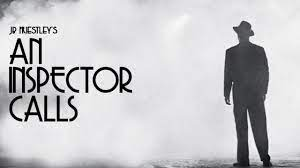 JB PRIESTLEY'S
AN
INSPECTOR
CALLS